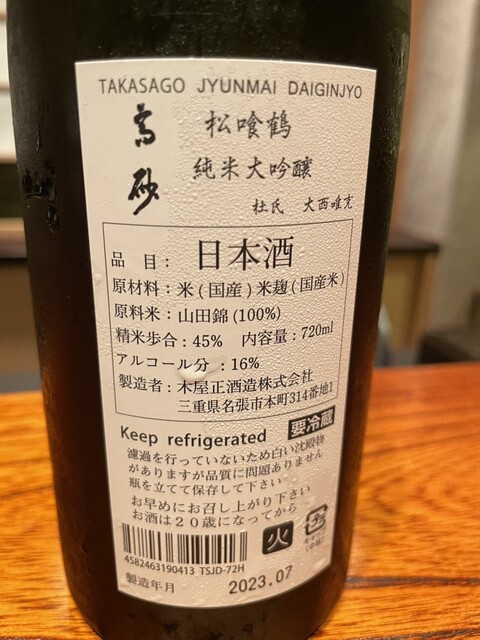 TAKASAGO JYUNMAI DAIGINJYO
高砂
松喰鶴
純米大吟醸
杜氏 大西唯克
品目: 日本酒
原材料: 米(国産)米麹(国産米)
原料米: 山田錦(100%)
精米歩合: 45% 内容量: 720ml
アルコール分 : 16%
製造者: 木屋正酒造株式会社
三重県名張市本町314番地1
Keep refrigerated 要冷蔵
濾過を行っていないため白い沈殿物
がありますが品質に問題ありません
瓶を立てて保存して下さい
お早めにお召し上がり下さい
お酒は20歳になってから
火
4582463190413 TSJD-72H
製造年月 2023.07